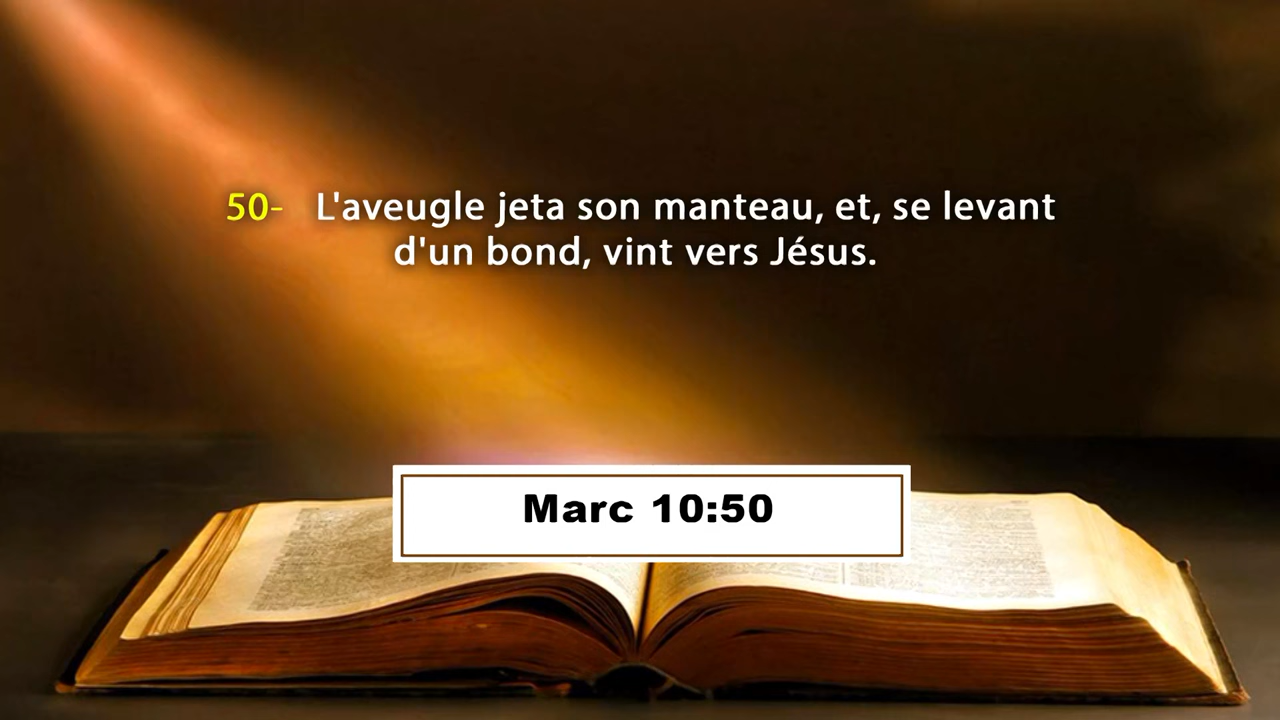 50- L'aveugle jeta son manteau, et, se levant
d'un bond, vint vers Jésus.
Marc 10:50